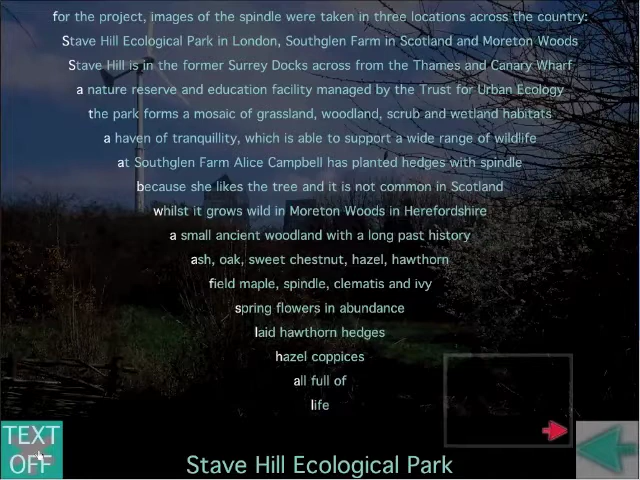 for the project, images of the spindle were taken in three locations across the country:
Stave Hill Ecological Park in London, Southglen Farm in Scotland and Moreton Woods
Stave Hill is in the former Surrey Docks across from the Thames and Canary Wharf
a nature reserve and education facility managed by the Trust for Urban Ecology
the park forms a mosaic of grassland, woodland, scrub and wetland habitats
a haven of tranquillity, which is able to support a wide range of wildlife
at Southglen Farm Alice Campbell has planted hedges with spindle
because she likes the tree and it is not common in Scotland
whilst it grows wild in Moreton Woods in Herefordshire
a small ancient woodland with a long past history
ash, oak, sweet chestnut, hazel, hawthorn
field maple, spindle, clematis and ivy
spring flowers in abundance
laid hawthorn hedges
hazel coppices
all full of
life
TEXT
OFF
Stave Hill Ecological Park